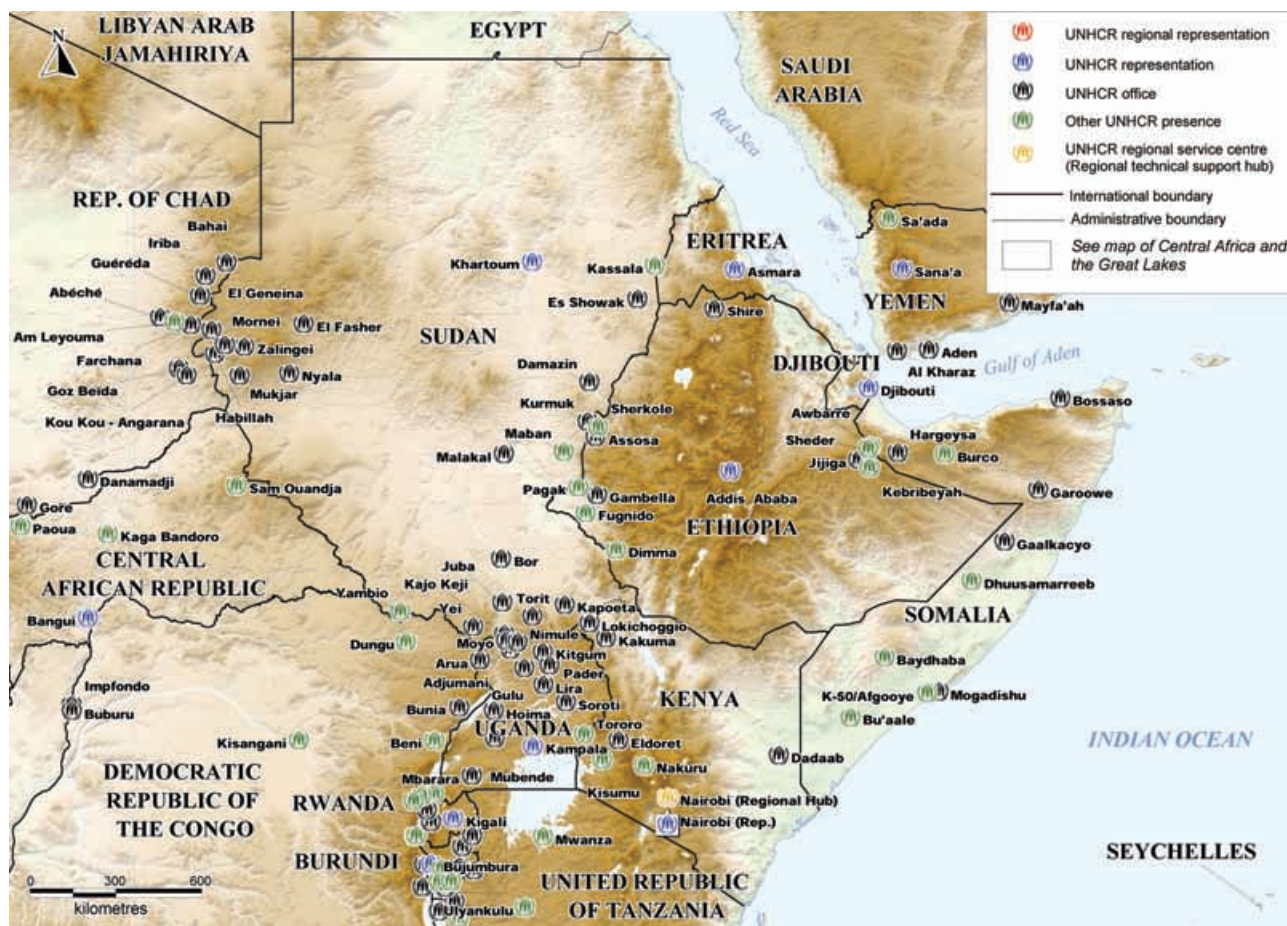 LIBYAN ARAB
JAMAHIRIYA
EGYPT
SAUDI
ARABIA
N
Red Sea
UNHCR regional representation
UNHCR representation
UNHCR office
Other UNHCR presence
UNHCR regional service centre
(Regional technical support hub)
International boundary
Administrative boundary
See map of Central Africa and
the Great Lakes
REP. OF CHAD
Bahai
Iriba
Guéréda
Abéché
Am Leyouma
Farchana
Goz Beïda
Kou Kou - Angarana
El Geneina
Mornei
El Fasher
Zalingei
Nyala
Mukjar
Habillah
SUDAN
Khartoum
Kassala
Es Showak
ERITREA
Asmara
Shire
Sa'ada
Sana'a
YEMEN
Mayfa'ah
Aden
Al Kharaz
Gulf of Aden
DJIBOUTI
Djibouti
Damazin
Kurmuk
Sherkole
Maban
Assosa
Malakal
Pagak
Gambella
Fugnido
Dimma
Addis Ababa
ETHIOPIA
Awbarre
Sheder
Jijiga
Kebribeyah
Hargeysa
Burco
Bossaso
Garoowe
Gaalkacyo
Dhuusamarreeb
SOMALIA
Baydhaba
K-50/Afgooye
Mogadishu
Bu'aale
Danamadji
Gore
Paoua
Kaga Bandoro
Sam Ouandja
CENTRAL
AFRICAN REPUBLIC
Bangui
Juba
Bor
Kajo Keji
Yambio
Yei
Torit
Kapoeta
Lokichoggio
Kakuma
Nimule
Moyo
Kitgum
Dungu
Arua
Pader
Adjumani
Lira
Gulu
Soroti
Bunia
Hoima
UGANDA
Tororo
Eldoret
Kampala
KENYA
Impfondo
Buburu
Kisangani
Beni
Nakuru
Dadaab
Mbarara
Mubende
Kisumu
Nairobi (Regional Hub)
Nairobi (Rep.)
DEMOCRATIC
REPUBLIC OF
THE CONGO
RWANDA
Kigali
Mwanza
BURUNDI
Bujumbura
Ulyankulu
UNITED REPUBLIC
OF TANZANIA
INDIAN OCEAN
SEYCHELLES
0 300 600
kilometres